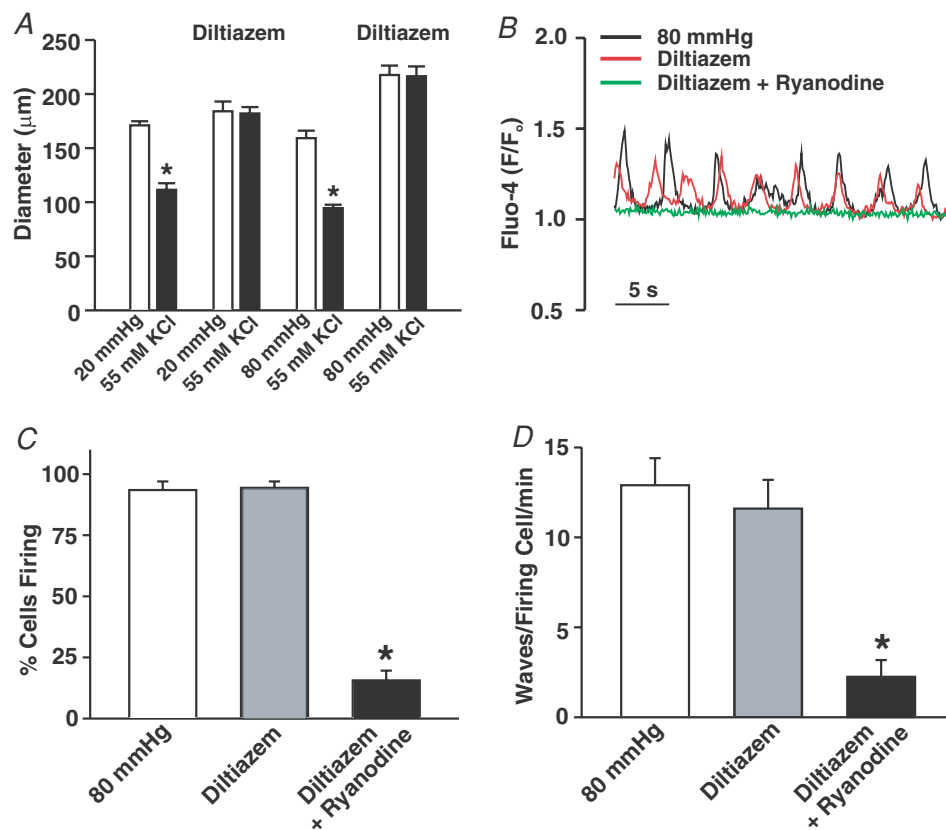 A
Diltiazem Diltiazem
250
200
150
100
50
0
Diameter (μm)
*
*
20 mmHg
55 mM KCl
20 mmHg
55 mM KCl
80 mmHg
55 mM KCl
80 mmHg
55 mM KCl
B
2.0
1.5
1.0
0.5
Fluo-4 (F/Fo)
80 mmHg
Diltiazem
Diltiazem + Ryanodine
5 s
C
100
75
50
25
0
% Cells Firing
*
80 mmHg
Diltiazem
Diltiazem
+ Ryanodine
D
15
10
5
0
Waves/Firing Cell/min
*
80 mmHg
Diltiazem
Diltiazem
+ Ryanodine